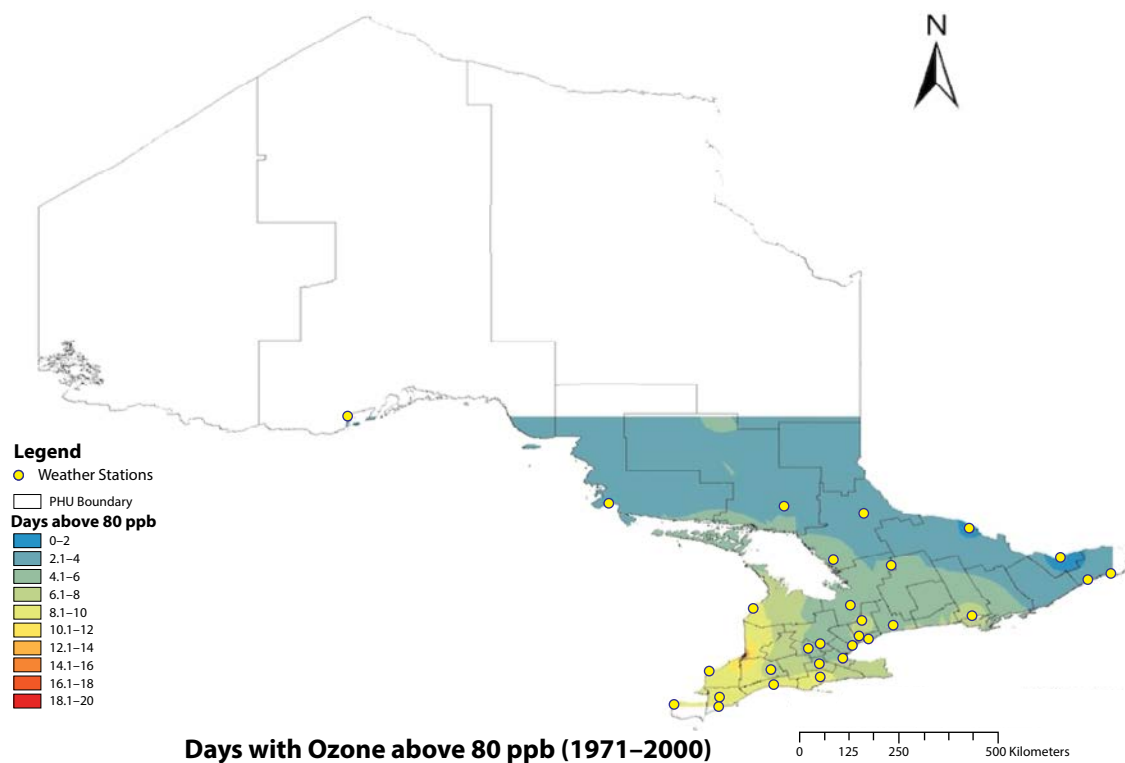 N
Legend
Weather Stations
PHU Boundary
Days above 80 ppb
0–2
2.1–4
4.1–6
6.1–8
8.1–10
10.1–12
12.1–14
14.1–16
16.1–18
18.1–20
Days with Ozone above 80 ppb (1971–2000)
0 125 250 500 Kilometers